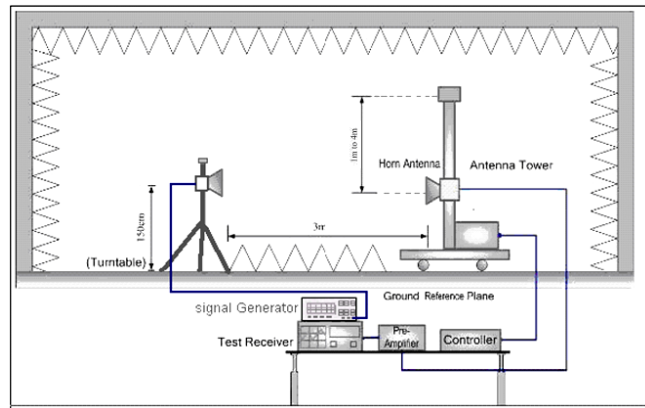 1m to 4m
Horn Antenna
Antenna Tower
150cm
3m
(Turntable)
Ground Reference Plane
signal Generator
Test Receiver
Pre-
Amplifier
Controller